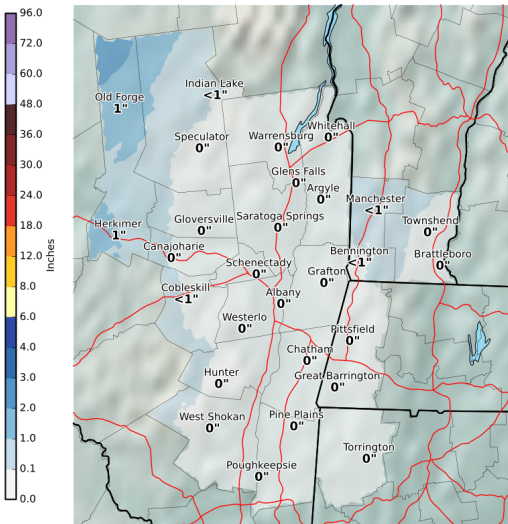 96.0
72.0
60.0
48.0
36.0
30.0
24.0
18.0
12.0
8.0
6.0
4.0
3.0
2.0
1.0
0.1
0.0
Inches
Indian Lake
<1"
Old Forge
1"
Whitehall
0"
Speculator
0"
Warrensburg
0"
Glens Falls
0"
Argyle
0"
Manchester
<1"
Herkimer
1"
Gloversville
0"
Saratoga Springs
0"
Townshend
0"
Canajoharie
0"
Bennington
<1"
Brattleboro
0"
Schenectady
0"
Grafton
0"
Cobleskill
<1"
Albany
0"
Westerlo
0"
Pittsfield
0"
Chatham
0"
Hunter
0"
Great Barrington
0"
West Shokan
0"
Pine Plains
0"
Torrington
0"
Poughkeepsie
0"